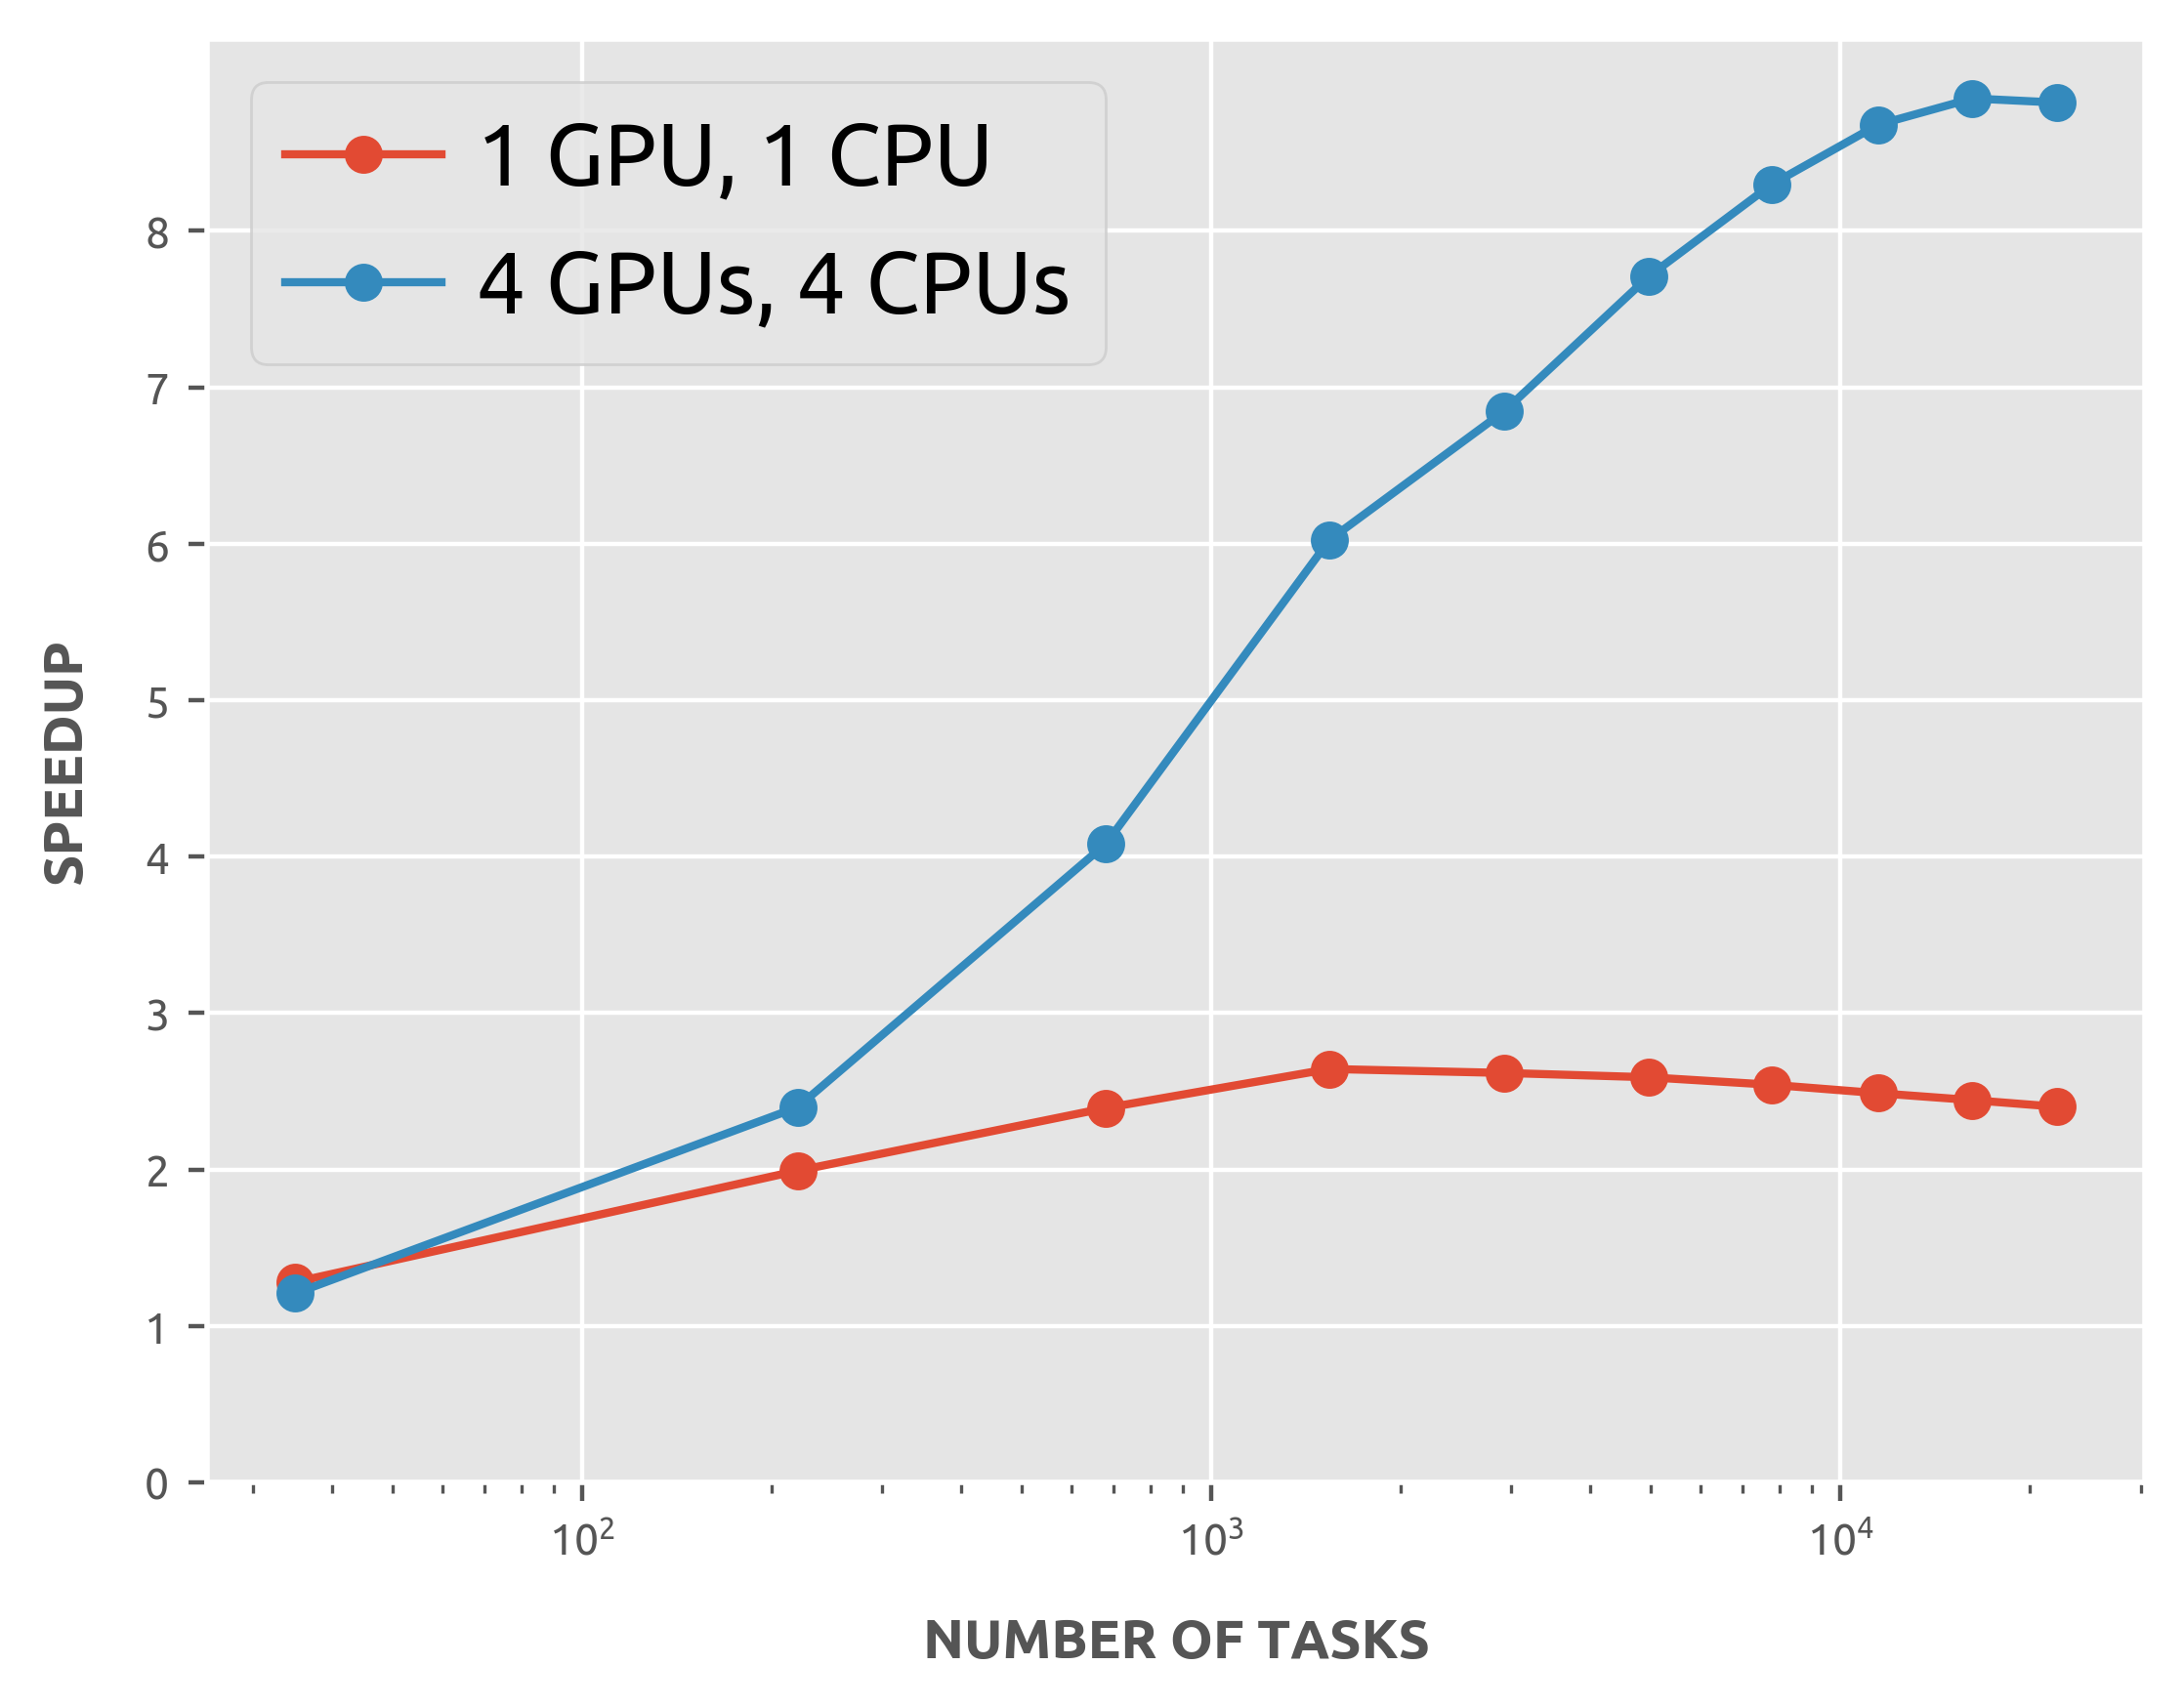 1 GPU, 1 CPU
4 GPUs, 4 CPUs
8
7
6
5
4
3
2
1
0
SPEEDUP
10² 10³ 10⁴
NUMBER OF TASKS